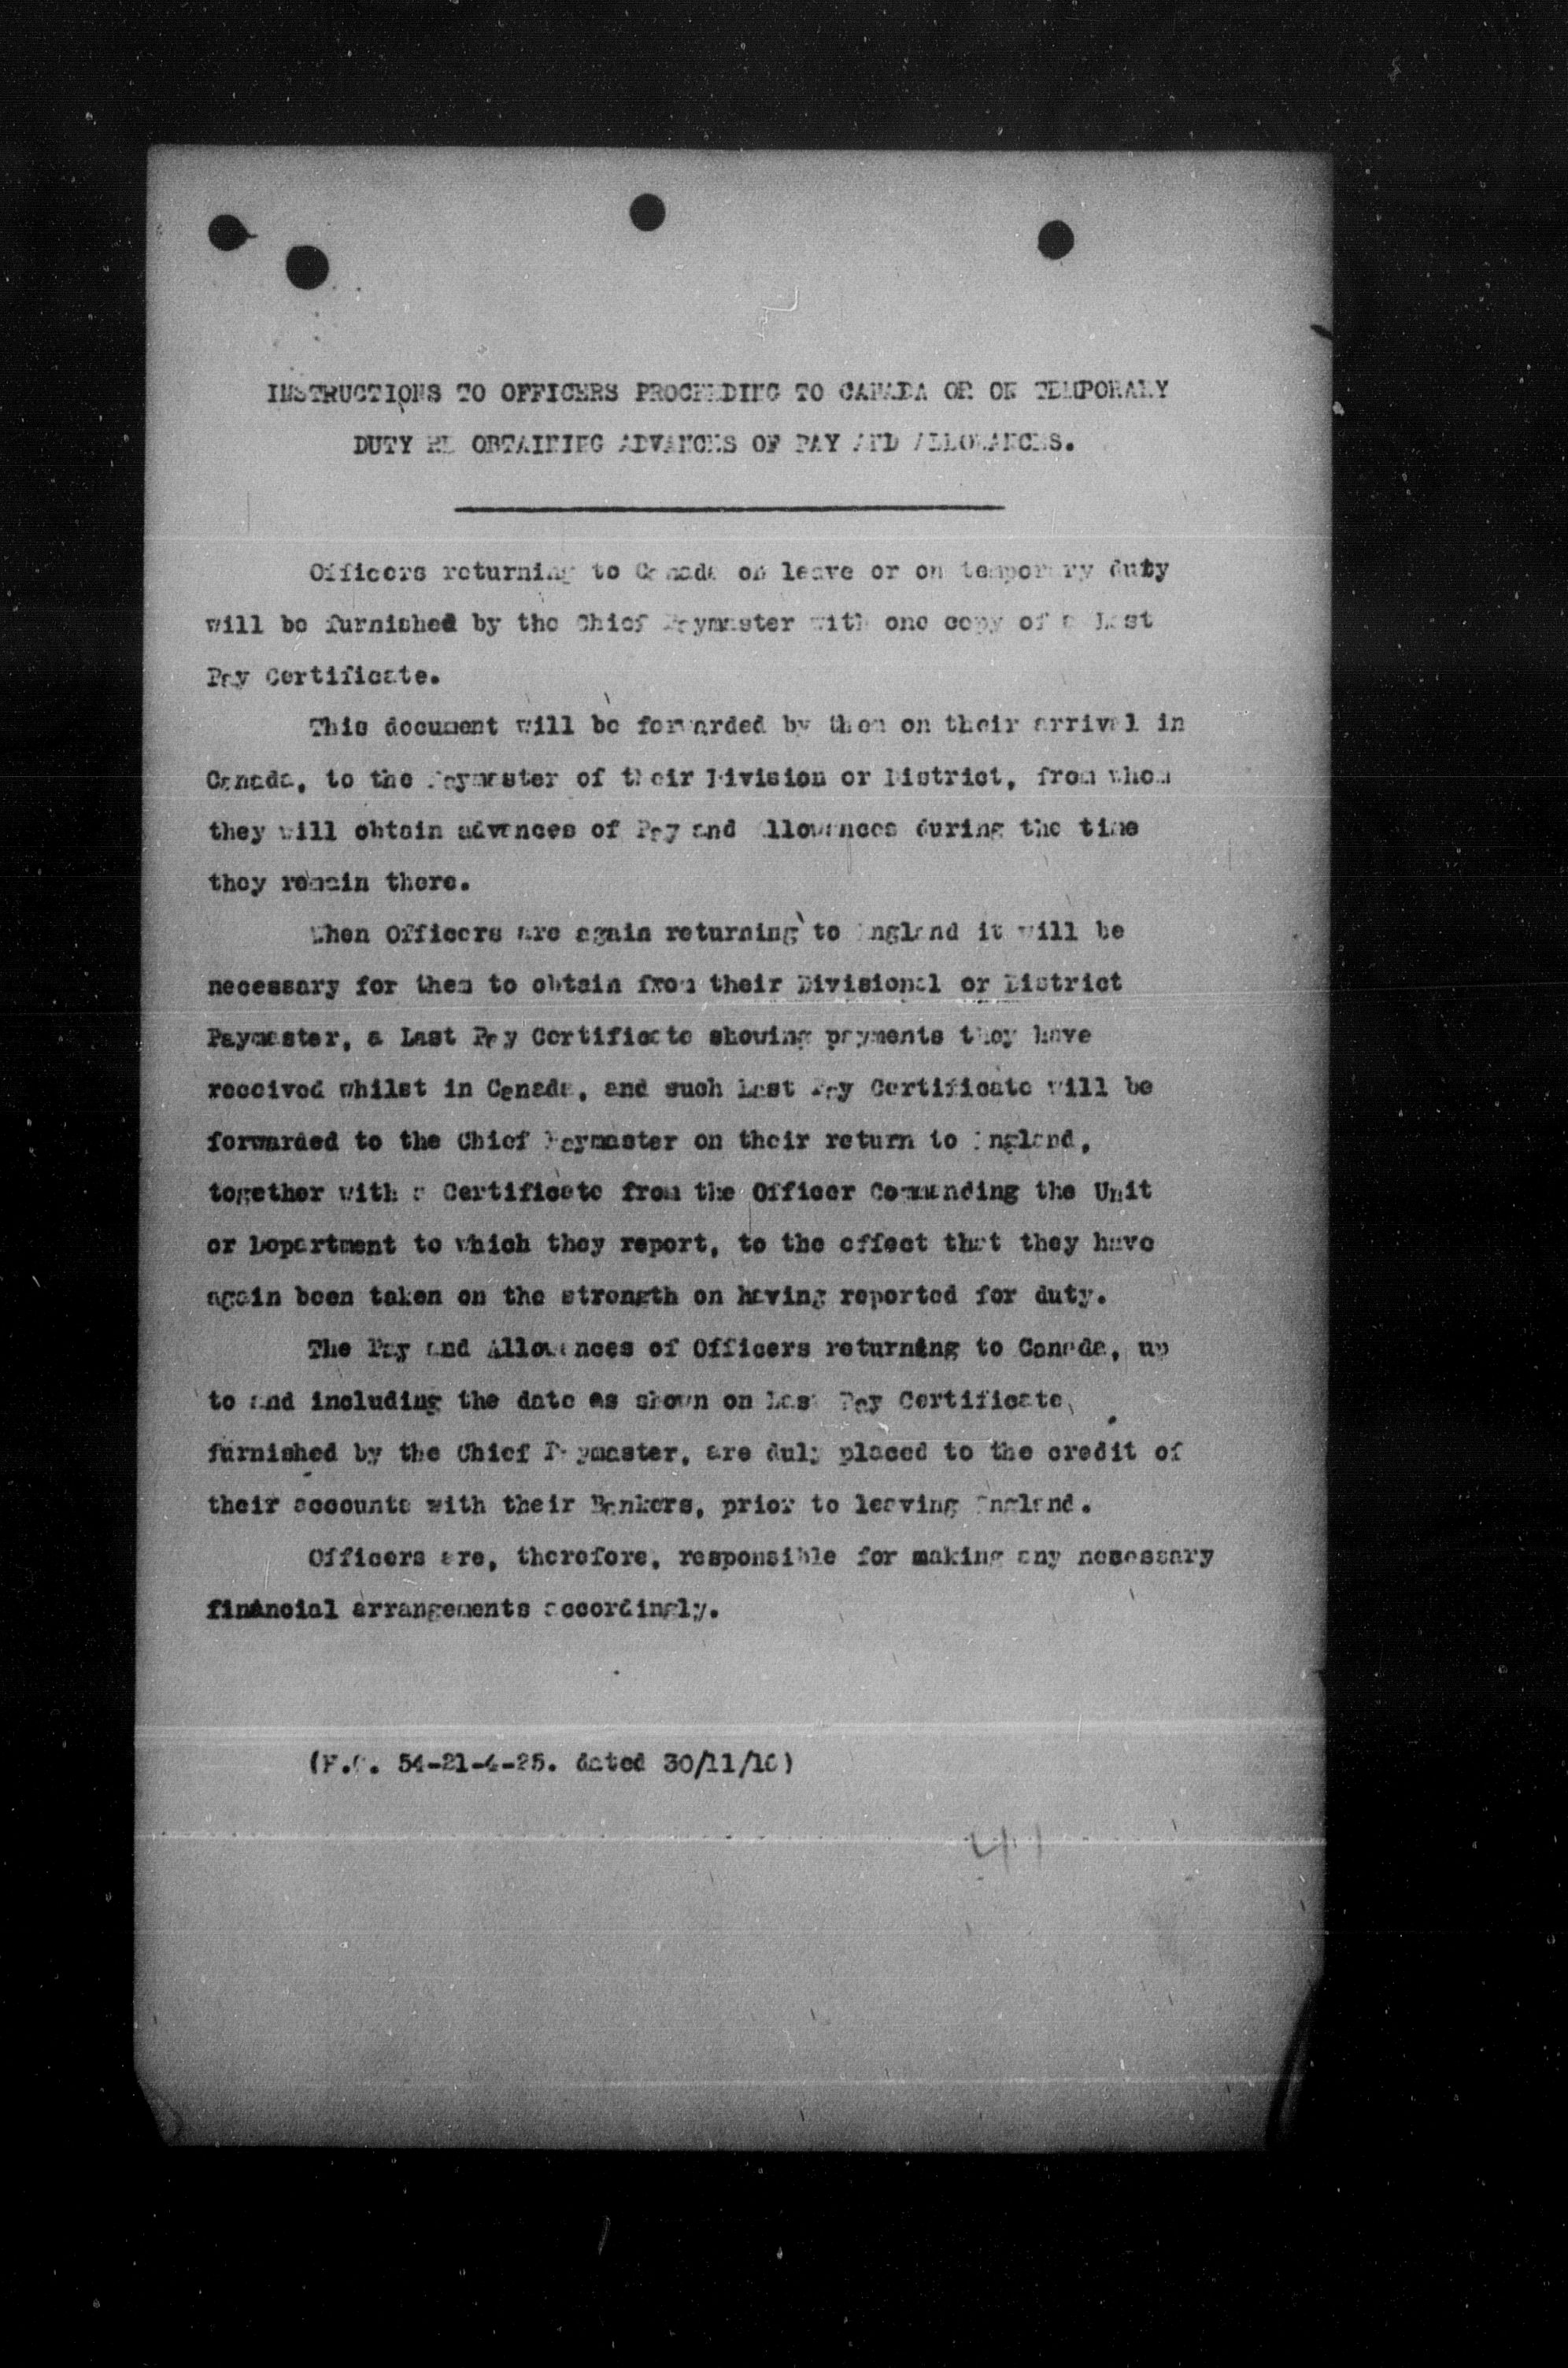 INSTRUCTIONS TO OFFICERS PROCEEDING TO CANADA OR ON TEMPORARY
DUTY RE OBTAINING ADVANCES OF PAY AND ALLOWANCES.
Officers returning to Canada on leave or on temporary duty
will be furnished by the Chief Paymaster with one copy of a Last
Pay Certificate.
This document will be forwarded by them on their arrival in
Canada, to the Paymaster of their Division or District, from whom
they will obtain advances of Pay and Allowances during the time
they remain there.
When Officers are again returning to England it will be
necessary for them to obtain from their Divisional or District
Paymaster, a Last Pay Certificate showing payments they have
received whilst in Canada, and such Last Pay Certificate will be
forwarded to the Chief Paymaster on their return to England,
together with a Certificate from the Officer Commanding the Unit
or Department to which they report, to the effect that they have
again been taken on the strength on having reported for duty.
The Pay and Allowances of Officers returning to Canada, up
to and including the date as shown on Last Pay Certificate,
furnished by the Chief Paymaster, are duly placed to the credit of
their accounts with their Bankers, prior to leaving England.
Officers are, therefore, responsible for making any necessary
financial arrangements accordingly.
54-21-4-25. dated 30/11/16)